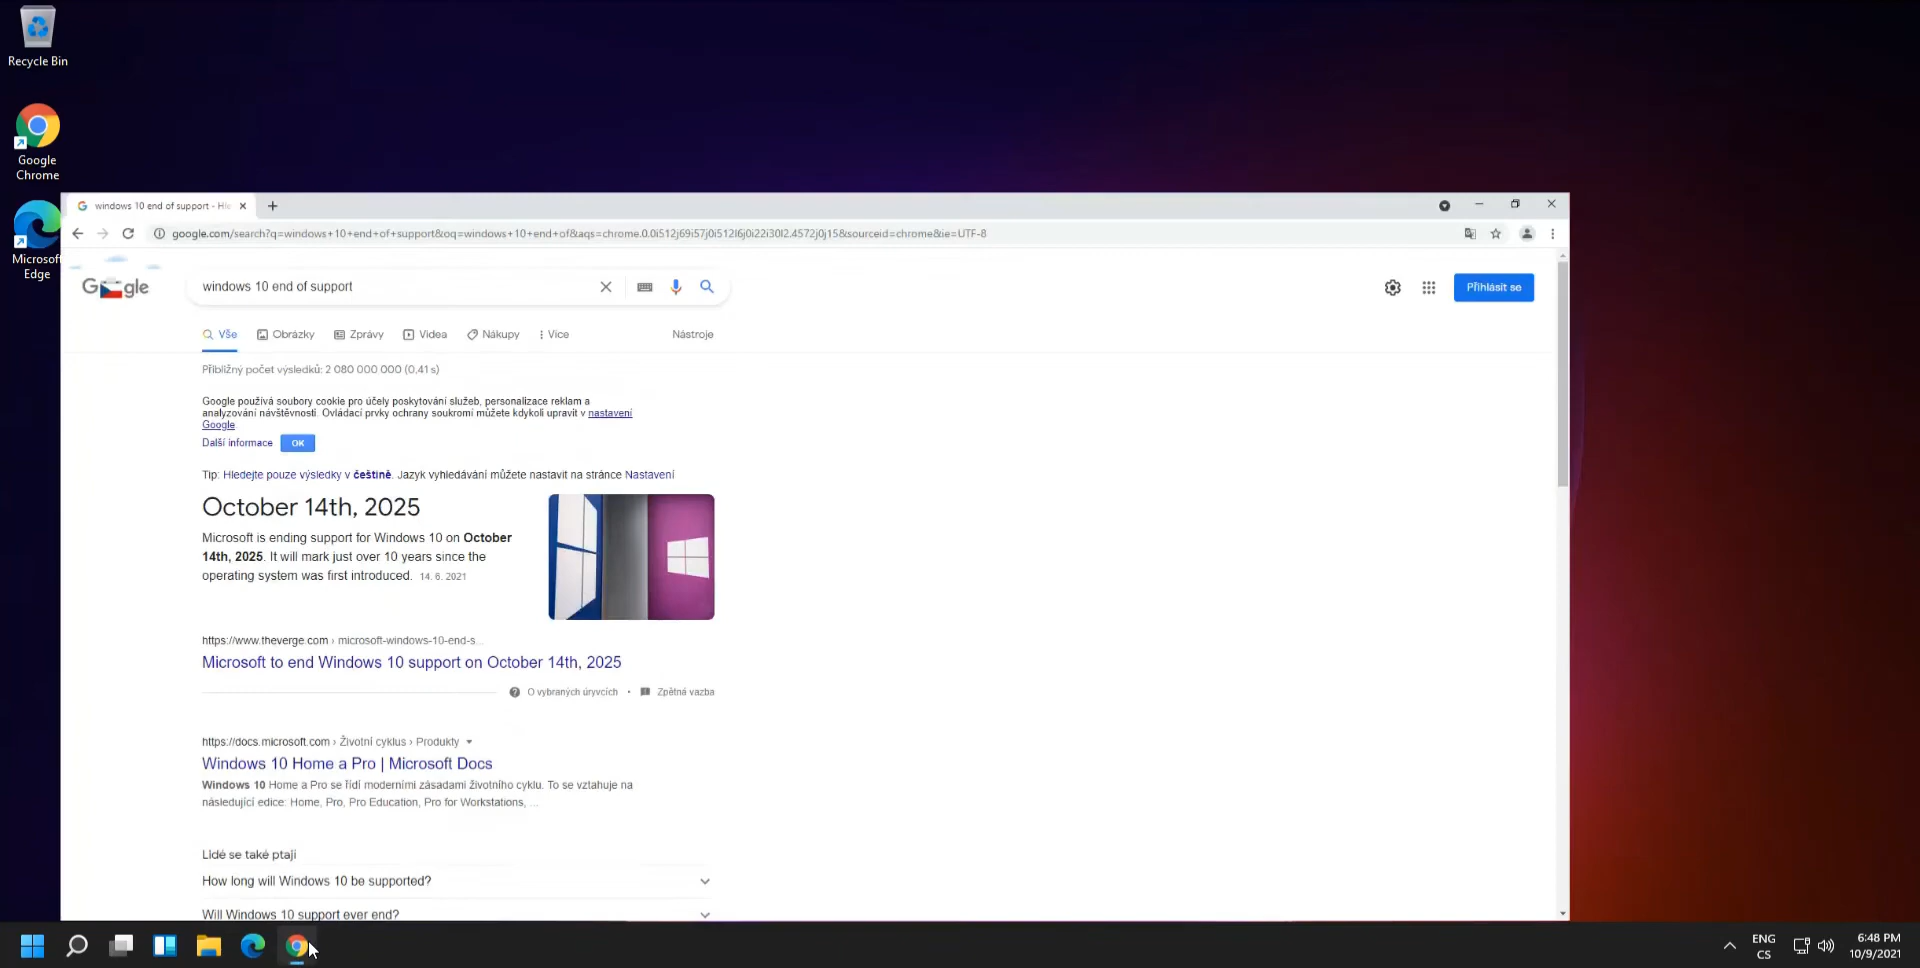 Recycle Bin
Google
Chrome
Microsoft
Edge
windows 10 end of support - Hle
google.com/search?q=windows+10+end+of+support&oq=windows+10+end+of&aqs=chrome.0.0i512j69i57j0i512l6j0i22i30l2.4572j0j15&sourceid=chrome&ie=UTF-8
G gle
windows 10 end of support
Přihlásit se
Vše Obrázky Zprávy Videa Nákupy Více Nástroje
Přibližný počet výsledků: 2 080 000 000 (0,41 s)
Google používá soubory cookie pro účely poskytování služeb, personalizace reklam a
analyzování návštěvnosti. Ovládací prvky ochrany soukromí můžete kdykoli upravit v nastavení
Google.
Další informace OK
Tip: Hledejte pouze výsledky v češtině. Jazyk vyhledávání můžete nastavit na stránce Nastavení
October 14th, 2025
Microsoft is ending support for Windows 10 on October
14th, 2025. It will mark just over 10 years since the
operating system was first introduced. 14. 6. 2021
https://www.theverge.com › microsoft-windows-10-end-s...
Microsoft to end Windows 10 support on October 14th, 2025
O vybraných úryvcích • Zpětná vazba
https://docs.microsoft.com › Životní cyklus › Produkty
Windows 10 Home a Pro | Microsoft Docs
Windows 10 Home a Pro se řídí moderními zásadami životního cyklu. To se vztahuje na
následující edice: Home, Pro, Pro Education, Pro for Workstations, ...
Lidé se také ptají
How long will Windows 10 be supported?
Will Windows 10 support ever end?
ENG
CS
6:48 PM
10/9/2021